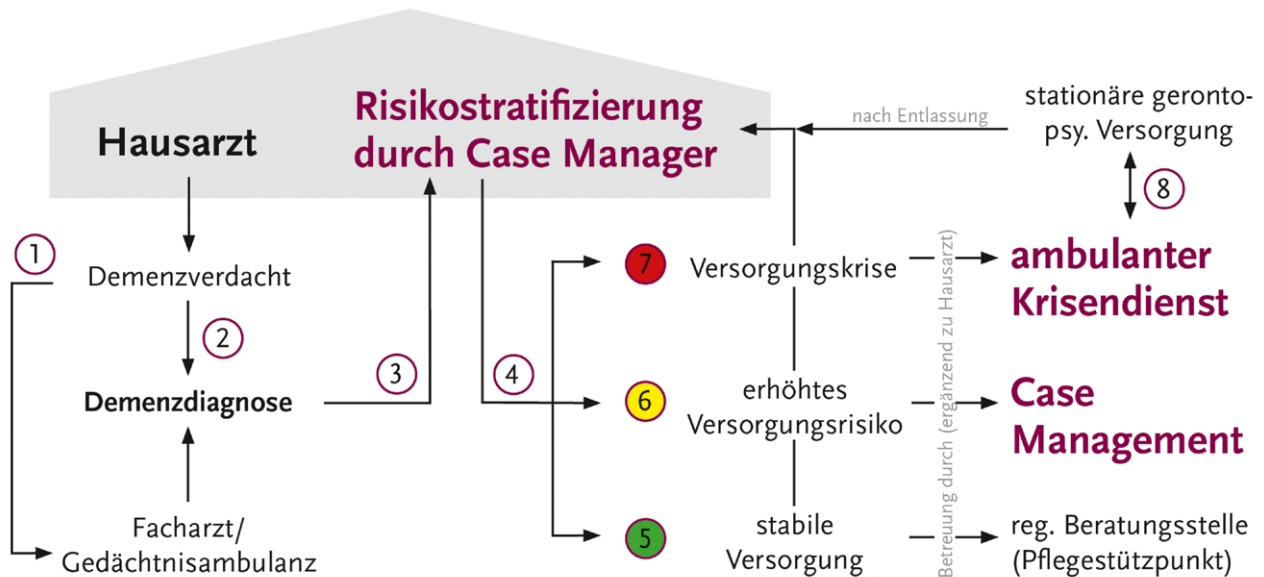 Hausarzt
Risikostratifizierung
durch Case Manager
nach Entlassung
stationäre geronto-
psy. Versorgung
8
1
Demenzverdacht
2
Demenzdiagnose
3
4
Facharzt/
Gedächtnisambulanz
7
Versorgungskrise
6
erhöhtes
Versorgungsrisiko
5
stabile
Versorgung
Betreuung durch (ergänzend zu Hausarzt)
ambulanter
Krisendienst
Case
Management
reg. Beratungsstelle
(Pflegestützpunkt)